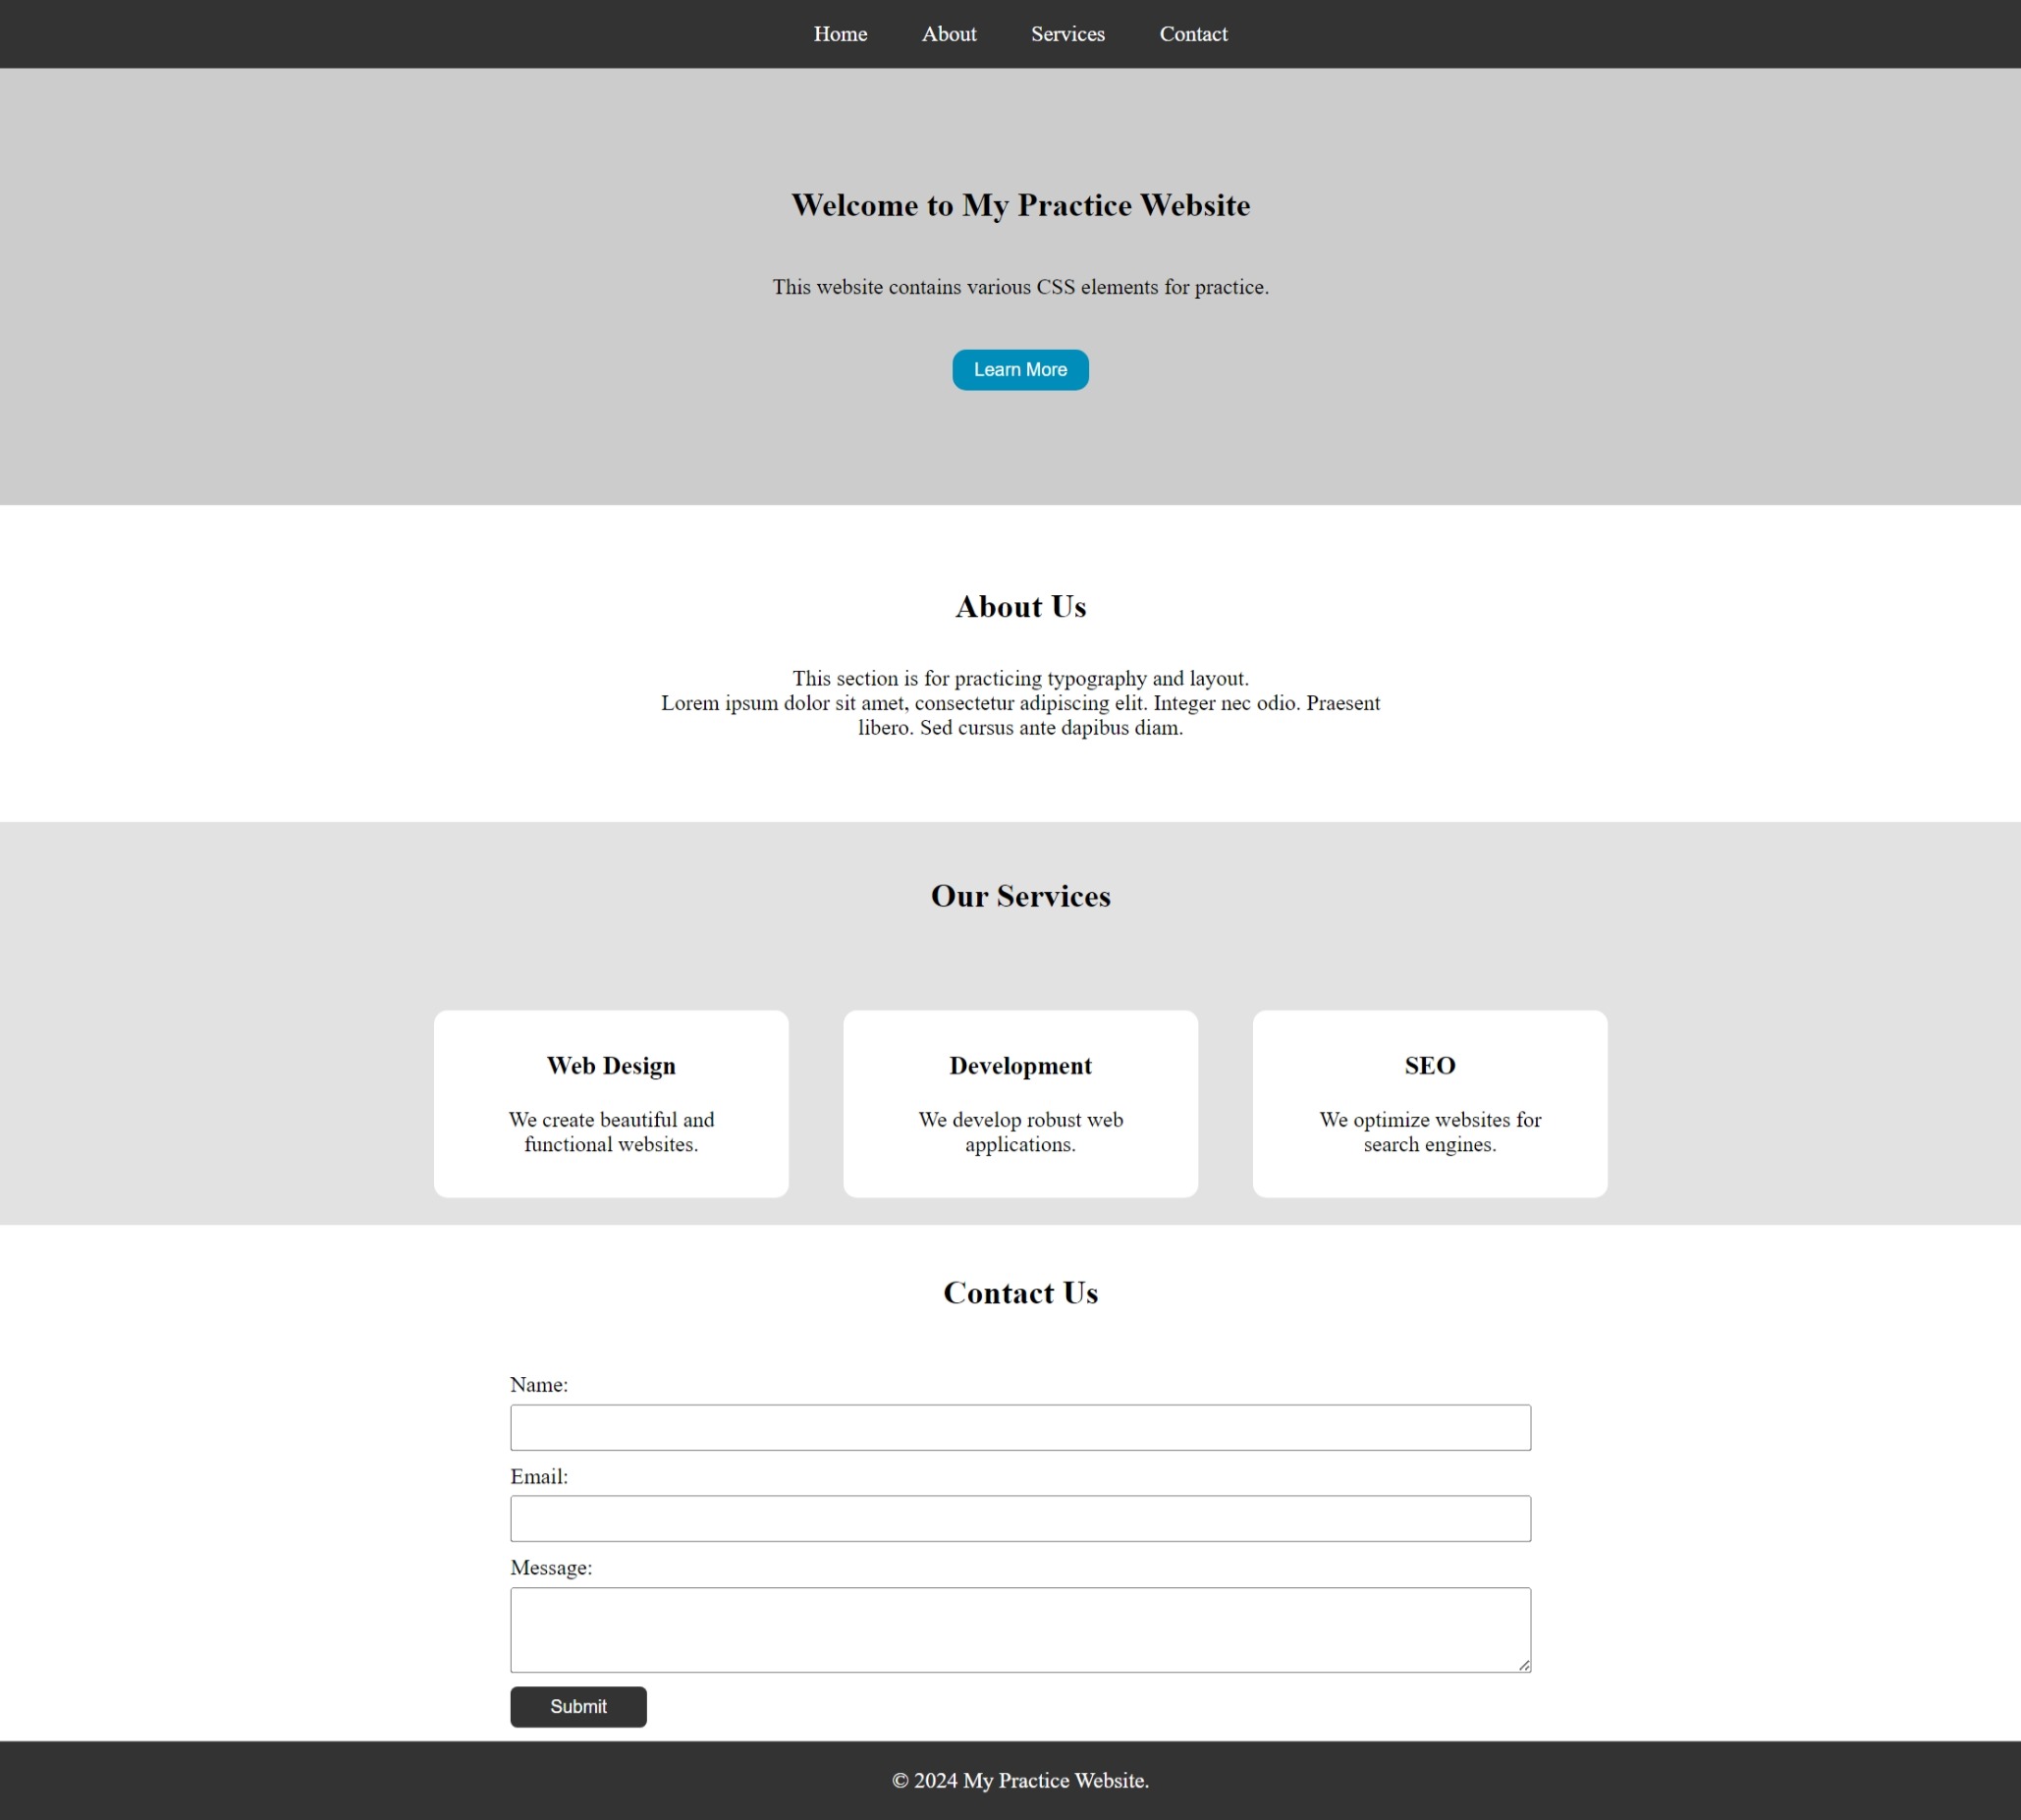 Home About Services Contact
Welcome to My Practice Website
This website contains various CSS elements for practice.
Learn More
About Us
This section is for practicing typography and layout.
Lorem ipsum dolor sit amet, consectetur adipiscing elit. Integer nec odio. Praesent
libero. Sed cursus ante dapibus diam.
Our Services
Web Design
We create beautiful and
functional websites.
Development
We develop robust web
applications.
SEO
We optimize websites for
search engines.
Contact Us
Name:
Email:
Message:
Submit
© 2024 My Practice Website.